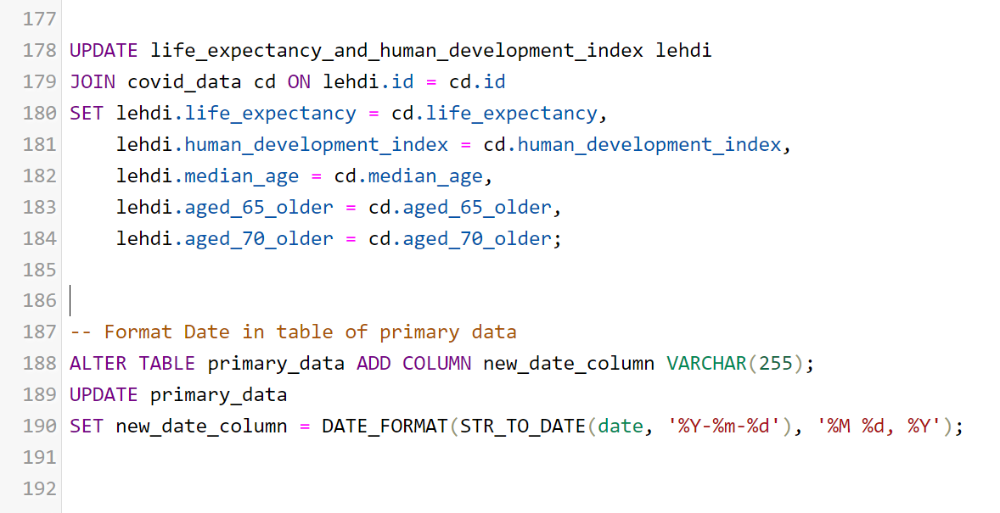 177
178 UPDATE life_expectancy_and_human_development_index lehdi
179 JOIN covid_data cd ON lehdi.id = cd.id
180 SET lehdi.life_expectancy = cd.life_expectancy,
181     lehdi.human_development_index = cd.human_development_index,
182     lehdi.median_age = cd.median_age,
183     lehdi.aged_65_older = cd.aged_65_older,
184     lehdi.aged_70_older = cd.aged_70_older;
185
186
187 -- Format Date in table of primary data
188 ALTER TABLE primary_data ADD COLUMN new_date_column VARCHAR(255);
189 UPDATE primary_data
190 SET new_date_column = DATE_FORMAT(STR_TO_DATE(date, '%Y-%m-%d'), '%M %d, %Y');
191
192